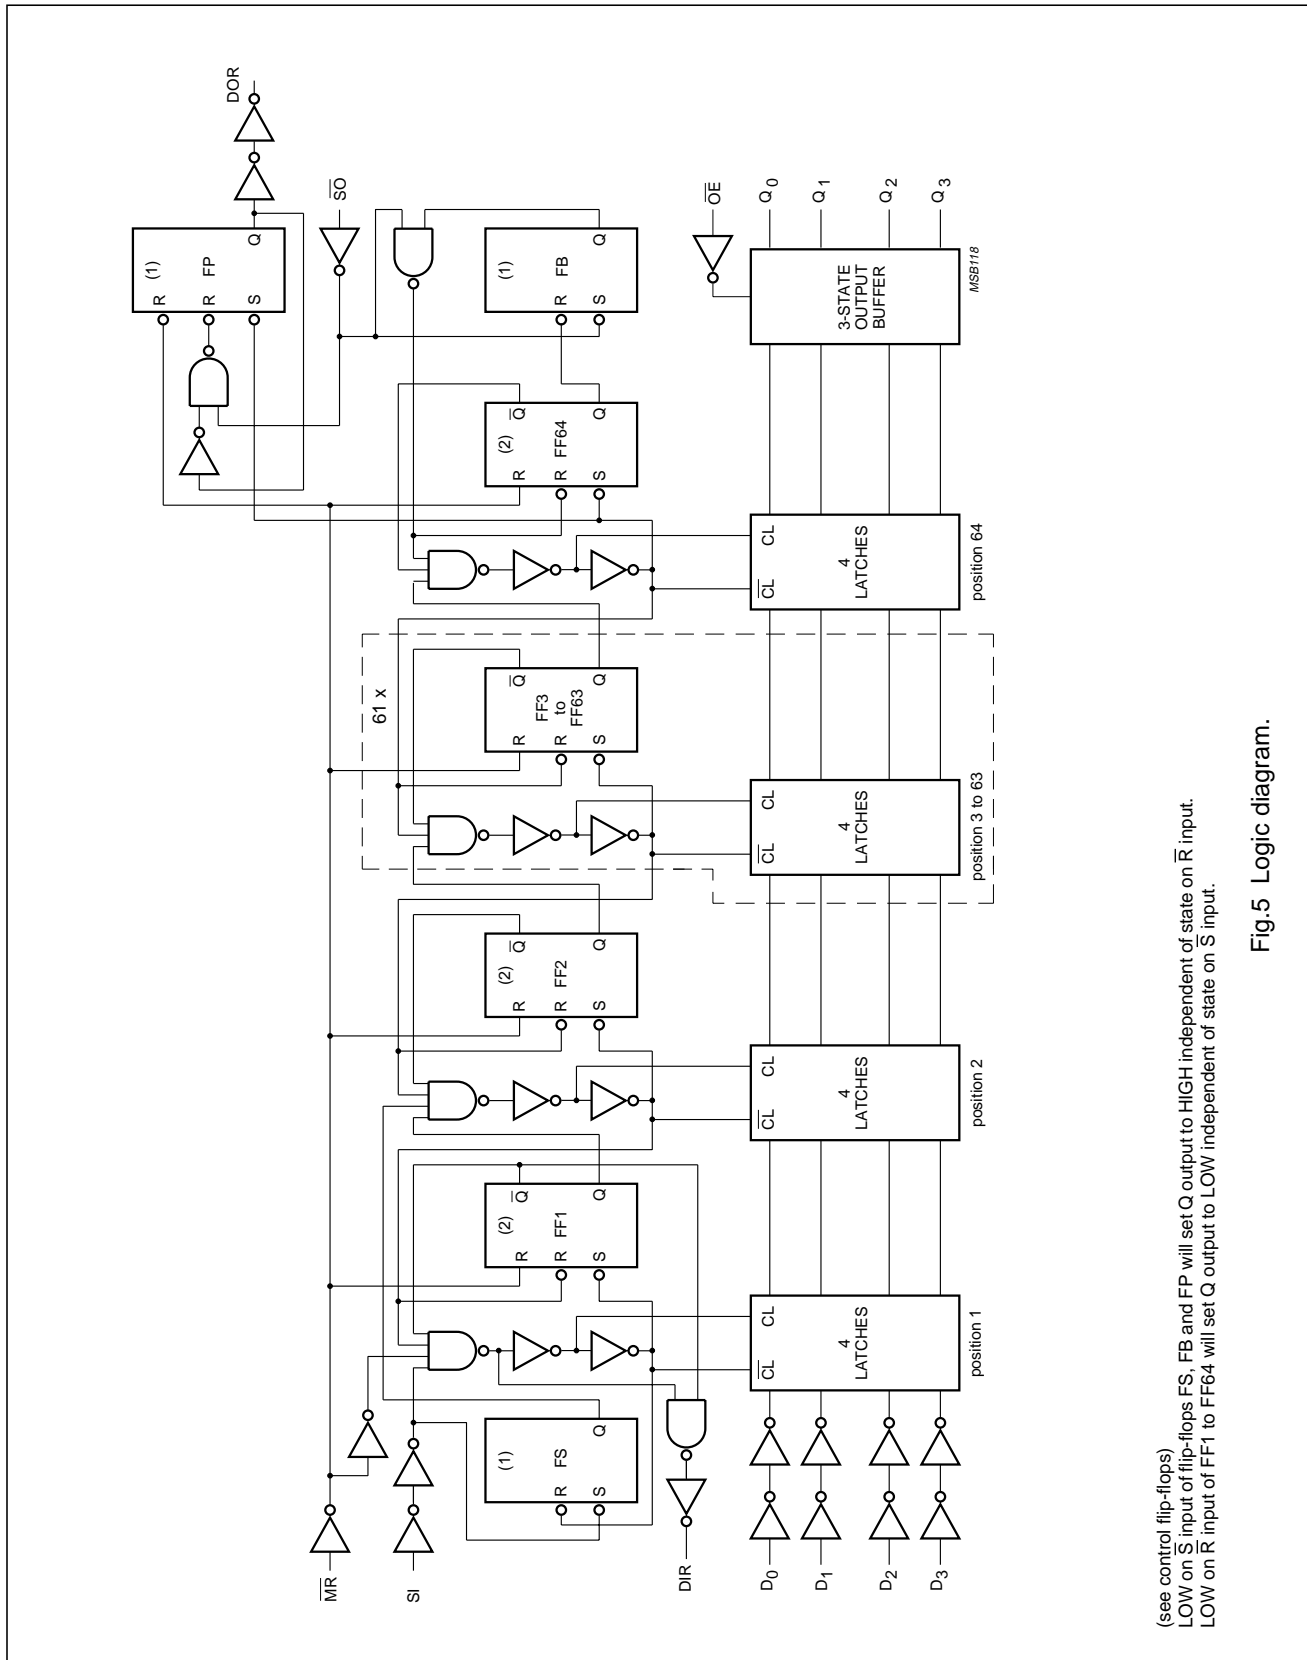 DOR
(1)
FP
R
R
S
Q
SO
(1)
FB
R
S
Q
OE
Q0
Q1
Q2
Q3
3-STATE
OUTPUT
BUFFER
MSB118
(2)
FF64
R
R
S
Q
Q
CL
CL
4
LATCHES
position 64
61 x
FF3
to
FF63
R
R
S
Q
Q
CL
CL
4
LATCHES
position 3 to 63
(2)
FF2
R
R
S
Q
Q
CL
CL
4
LATCHES
position 2
(2)
FF1
R
R
S
Q
Q
CL
CL
4
LATCHES
position 1
(1)
FS
R
S
Q
MR
SI
DIR
D0
D1
D2
D3
(see control flip-flops)
LOW on S̅ input of flip-flops FS, FB and FP will set Q output to HIGH independent of state on R̅ input.
LOW on R̅ input of FF1 to FF64 will set Q output to LOW independent of state on S̅ input.
Fig.5 Logic diagram.